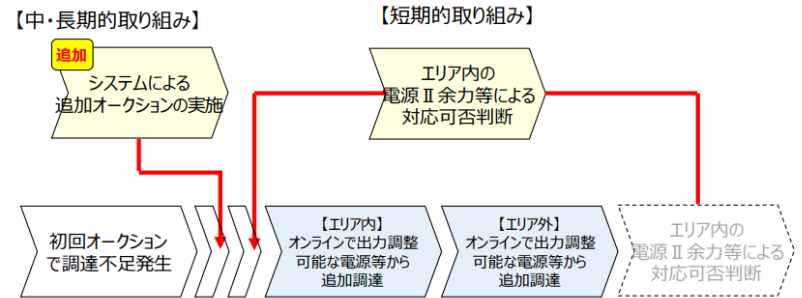 【中・長期的取り組み】
【短期的取り組み】
追加
システムによる
追加オークションの実施
エリア内の
電源Ⅱ余力等による
対応可否判断
初回オークション
で調達不足発生
【エリア内】
オンラインで出力調整
可能な電源等から
追加調達
【エリア外】
オンラインで出力調整
可能な電源等から
追加調達
エリア内の
電源Ⅱ余力等による
対応可否判断